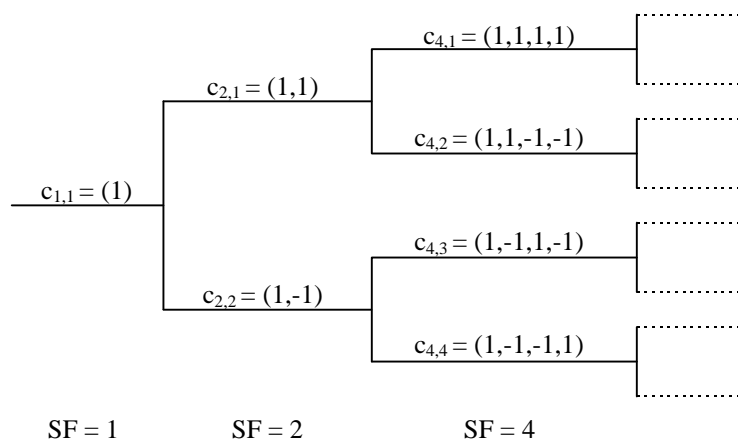 c4,1 = (1,1,1,1)
c2,1 = (1,1)
c4,2 = (1,1,-1,-1)
c1,1 = (1)
c4,3 = (1,-1,1,-1)
c2,2 = (1,-1)
c4,4 = (1,-1,-1,1)
SF = 1 SF = 2 SF = 4